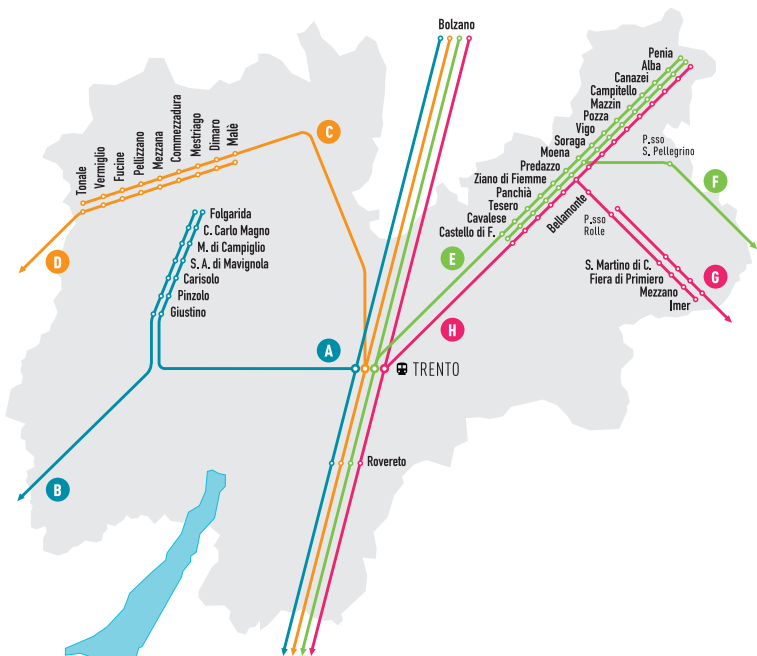 Bolzano
Penia
Alba
Canazei
Campitello
Mazzin
Pozza
Vigo
Soraga
Moena
Predazzo
Ziano di Fiemme
Panchià
Tesero
Cavalese
Castello di F.
P.sso
S. Pellegrino
F
C
Tonale
Vermiglio
Fucine
Pellizzano
Mezzana
Commezzadura
Mestriago
Dimaro
Malè
D
Folgarida
C. Carlo Magno
M. di Campiglio
S. A. di Mavignola
Carisolo
Pinzolo
Giustino
Bellamonte
P.sso
Rolle
S. Martino di C.
Fiera di Primiero
Mezzano
Imer
G
E
H
A
TRENTO
Rovereto
B